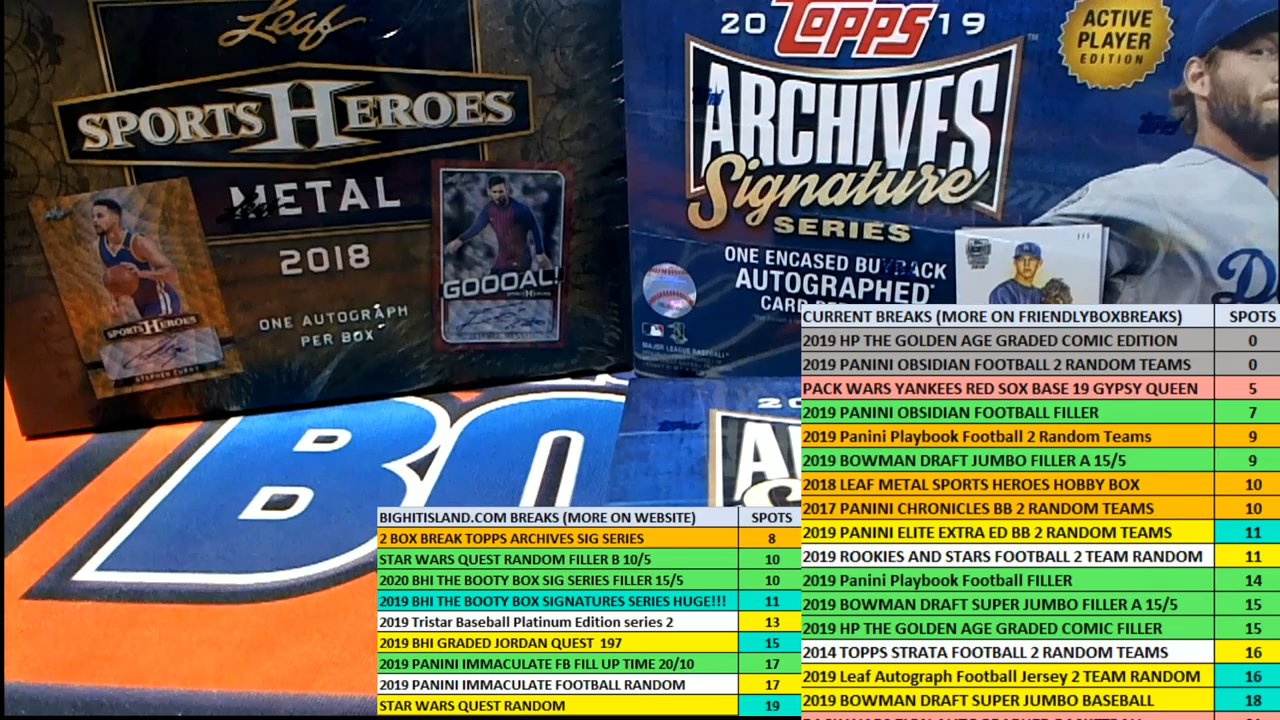 Leaf
SPORTS HEROES
METAL
2018
ONE AUTOGRAPH
PER BOX
SPORTS HEROES
STEPHEN CURRY
GOOOAL!
SPORTS HEROES
2019
TOPPS
ARCHIVES
Signature
SERIES
ACTIVE
PLAYER
EDITION
ONE ENCASED BUYBACK
AUTOGRAPHED
CARD
MAJOR LEAGUE BASEBALL
1/1
BO
20
A
BIGHITISLAND.COM BREAKS (MORE ON WEBSITE) SPOTS
2 BOX BREAK TOPPS ARCHIVES SIG SERIES 8
STAR WARS QUEST RANDOM FILLER B 10/5 10
2020 BHI THE BOOTY BOX SIG SERIES FILLER 15/5 10
2019 BHI THE BOOTY BOX SIGNATURES SERIES HUGE!!! 11
2019 Tristar Baseball Platinum Edition series 2 13
2019 BHI GRADED JORDAN QUEST 197 15
2019 PANINI IMMACULATE FB FILL UP TIME 20/10 17
2019 PANINI IMMACULATE FOOTBALL RANDOM 17
STAR WARS QUEST RANDOM 19
CURRENT BREAKS (MORE ON FRIENDLYBOXBREAKS) SPOTS
2019 HP THE GOLDEN AGE GRADED COMIC EDITION 0
2019 PANINI OBSIDIAN FOOTBALL 2 RANDOM TEAMS 0
PACK WARS YANKEES RED SOX BASE 19 GYPSY QUEEN 5
2019 PANINI OBSIDIAN FOOTBALL FILLER 7
2019 Panini Playbook Football 2 Random Teams 9
2019 BOWMAN DRAFT JUMBO FILLER A 15/5 9
2018 LEAF METAL SPORTS HEROES HOBBY BOX 10
2017 PANINI CHRONICLES BB 2 RANDOM TEAMS 10
2019 PANINI ELITE EXTRA ED BB 2 RANDOM TEAMS 11
2019 ROOKIES AND STARS FOOTBALL 2 TEAM RANDOM 11
2019 Panini Playbook Football FILLER 14
2019 BOWMAN DRAFT SUPER JUMBO FILLER A 15/5 15
2019 HP THE GOLDEN AGE GRADED COMIC FILLER 15
2014 TOPPS STRATA FOOTBALL 2 RANDOM TEAMS 16
2019 Leaf Autograph Football Jersey 2 TEAM RANDOM 16
2019 BOWMAN DRAFT SUPER JUMBO BASEBALL 18